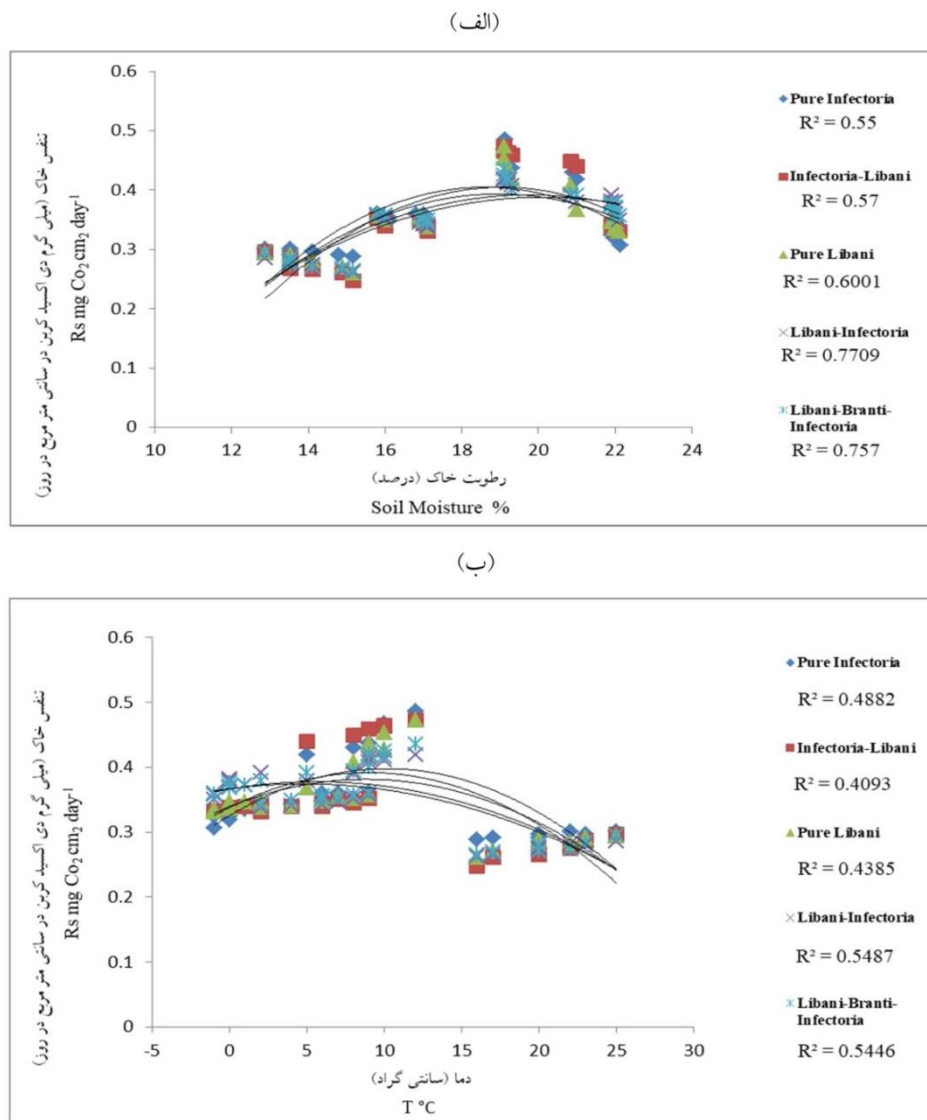 (الف)
تنفس خاک (میلی گرم دی اکسید کربن در سانتی متر مربع در روز)
Rs mg Co₂ cm₂ day⁻¹
0.6
0.5
0.4
0.3
0.2
0.1
0
10
12
14
16
18
20
22
24
رطوبت خاک (درصد)
Soil Moisture %
Pure Infectoria
R² = 0.55
Infectoria-Libani
R² = 0.57
Pure Libani
R² = 0.6001
Libani-Infectoria
R² = 0.7709
Libani-Branti-
Infectoria
R² = 0.757
(ب)
تنفس خاک (میلی گرم دی اکسید کربن در سانتی متر مربع در روز)
Rs mg Co₂ cm₂ day⁻¹
0.6
0.5
0.4
0.3
0.2
0.1
0
-5
0
5
10
15
20
25
30
دما (سانتی گراد)
T °C
Pure Infectoria
R² = 0.4882
Infectoria-Libani
R² = 0.4093
Pure Libani
R² = 0.4385
Libani-Infectoria
R² = 0.5487
Libani-Branti-
Infectoria
R² = 0.5446